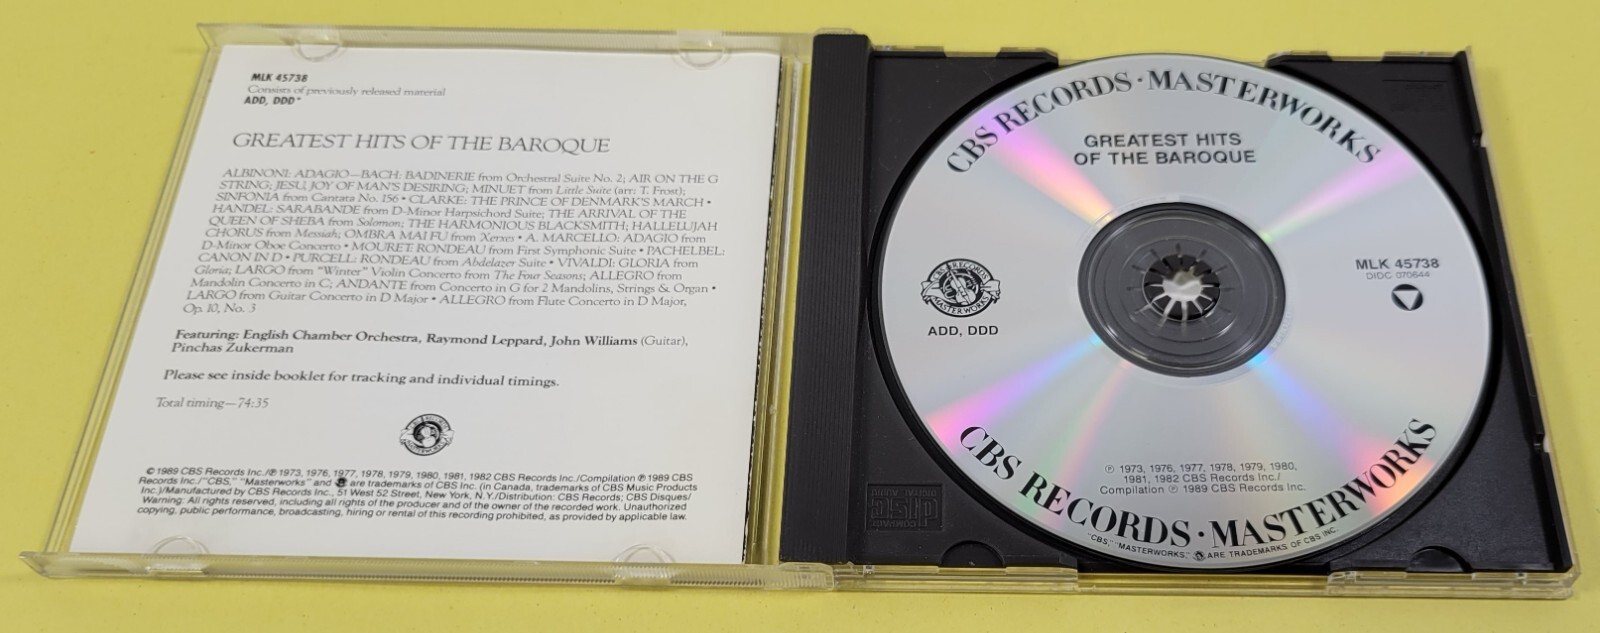 MLK 45738
Consists of previously released material
ADD, DDD*
GREATEST HITS OF THE BAROQUE
ALBINONI: ADAGIO—BACH: BADINERIE from Orchestral Suite No. 2; AIR ON THE G
STRING; JESU, JOY OF MAN'S DESIRING; MINUET from Little Suite (arr. T. Frost);
SINFONIA from Cantata No. 156 • CLARKE: THE PRINCE OF DENMARK'S MARCH •
HANDEL: SARABANDE from D-Minor Harpsichord Suite; THE ARRIVAL OF THE
QUEEN OF SHEBA from Solomon; THE HARMONIOUS BLACKSMITH; HALLELUJAH
CHORUS from Messiah; OMBRA MAI FU from Xerxes • A. MARCELLO: ADAGIO from
D-Minor Oboe Concerto • MOURET: RONDEAU from First Symphonic Suite • PACHELBEL:
CANON IN D • PURCELL: RONDEAU from Abdelazer Suite • VIVALDI: GLORIA from
Gloria; LARGO from "Winter" Violin Concerto from The Four Seasons; ALLEGRO from
Mandolin Concerto in C; ANDANTE from Concerto in G for 2 Mandolins, Strings & Organ •
LARGO from Guitar Concerto in D Major • ALLEGRO from Flute Concerto in D Major,
Op. 10, No. 3
Featuring: English Chamber Orchestra, Raymond Leppard, John Williams (Guitar),
Pinchas Zukerman
Please see inside booklet for tracking and individual timings.
Total timing—74:35
© 1989 CBS Records Inc./℗ 1973, 1976, 1977, 1978, 1979, 1980, 1981, 1982 CBS Records Inc./Compilation ℗ 1989 CBS
Records Inc./"CBS," "Masterworks" and are trademarks of CBS Inc. (in Canada, trademarks of CBS Music Products
Inc.)/Manufactured by CBS Records Inc., 51 West 52 Street, New York, N.Y./Distribution: CBS Records; CBS Disques/
Warning: All rights reserved, including all rights of the producer and of the owner of the recorded work. Unauthorized
copying, public performance, broadcasting, hiring or rental of this recording prohibited, as provided by applicable law.
CBS RECORDS · MASTERWORKS
GREATEST HITS
OF THE BAROQUE
CBS RECORDS
MASTERWORKS
ADD, DDD
MLK 45738
DIDC 070644
℗ 1973, 1976, 1977, 1978, 1979, 1980,
1981, 1982 CBS Records Inc./
Compilation ℗ 1989 CBS Records Inc.
CBS RECORDS · MASTERWORKS
"CBS," "MASTERWORKS," ARE TRADEMARKS OF CBS INC.
COMPACT
disc
DIGITAL AUDIO